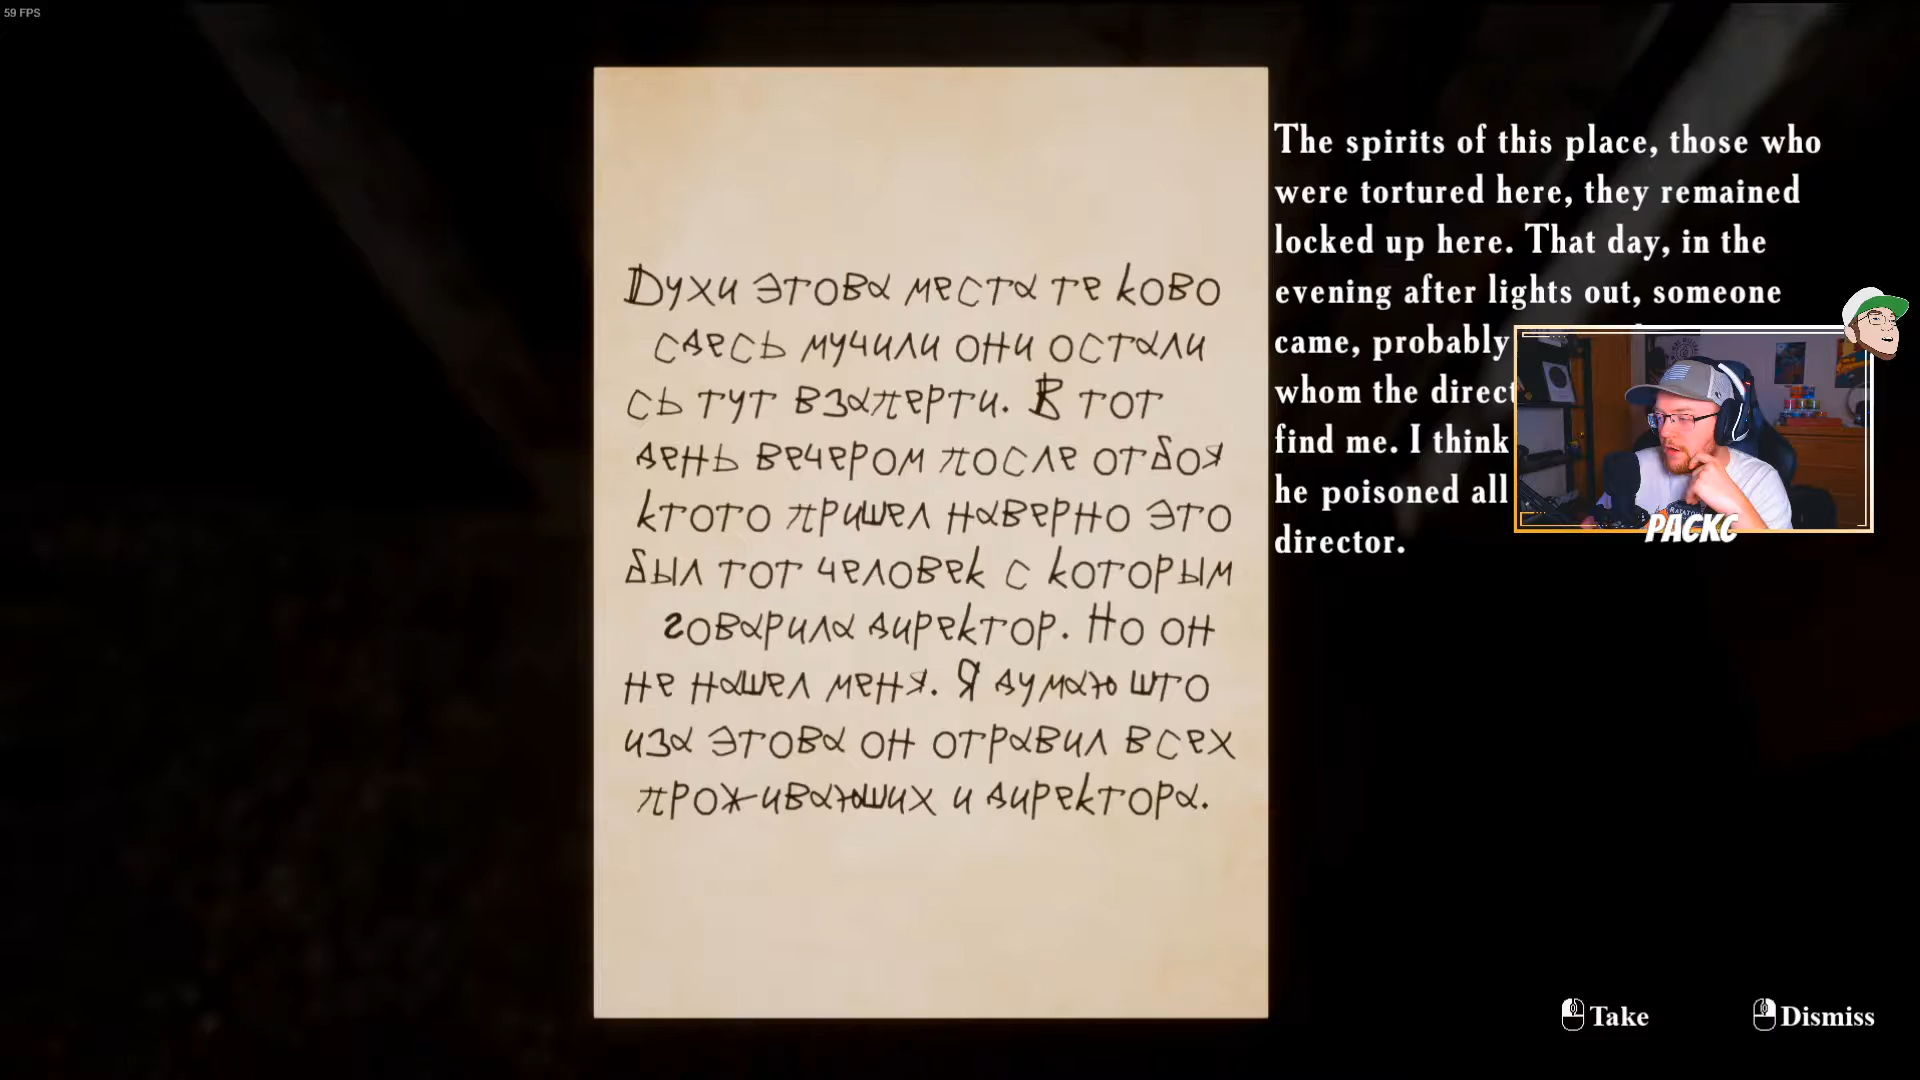 59 FPS
Духи этова места те ково
сдесь мучили они остали
сь тут взаперти. В тот
день вечером после отбоя
ктото пришел наверно это
был тот человек с которым
говарила директор. Но он
не нашел меня. Я думаю што
иза этова он отравил всех
проживаюших и директора.
The spirits of this place, those who
were tortured here, they remained
locked up here. That day, in the
evening after lights out, someone
came, probably
whom the direct
find me. I think
he poisoned all
director.
PACKC
Take
Dismiss